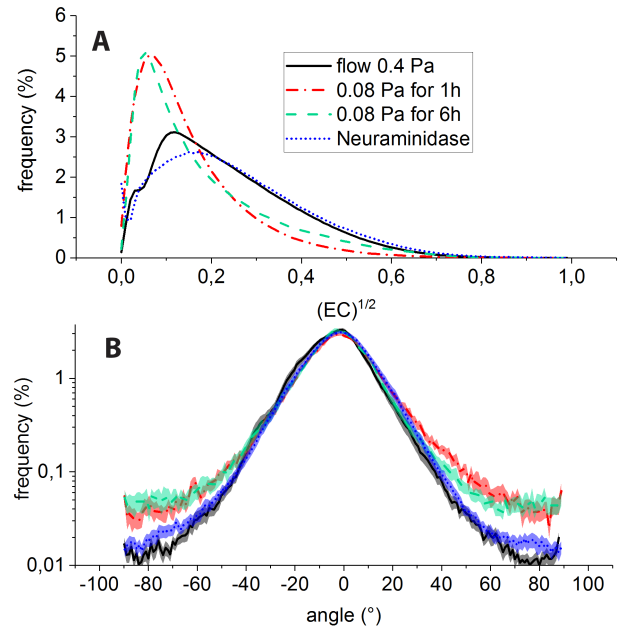 A
6
5
4
3
2
1
0
frequency (%)
flow 0.4 Pa
0.08 Pa for 1h
0.08 Pa for 6h
Neuraminidase
0,0 0,2 0,4 0,6 0,8 1,0
(EC)1/2
B
1
0,1
0,01
frequency (%)
-100 -80 -60 -40 -20 0 20 40 60 80 100
angle (°)